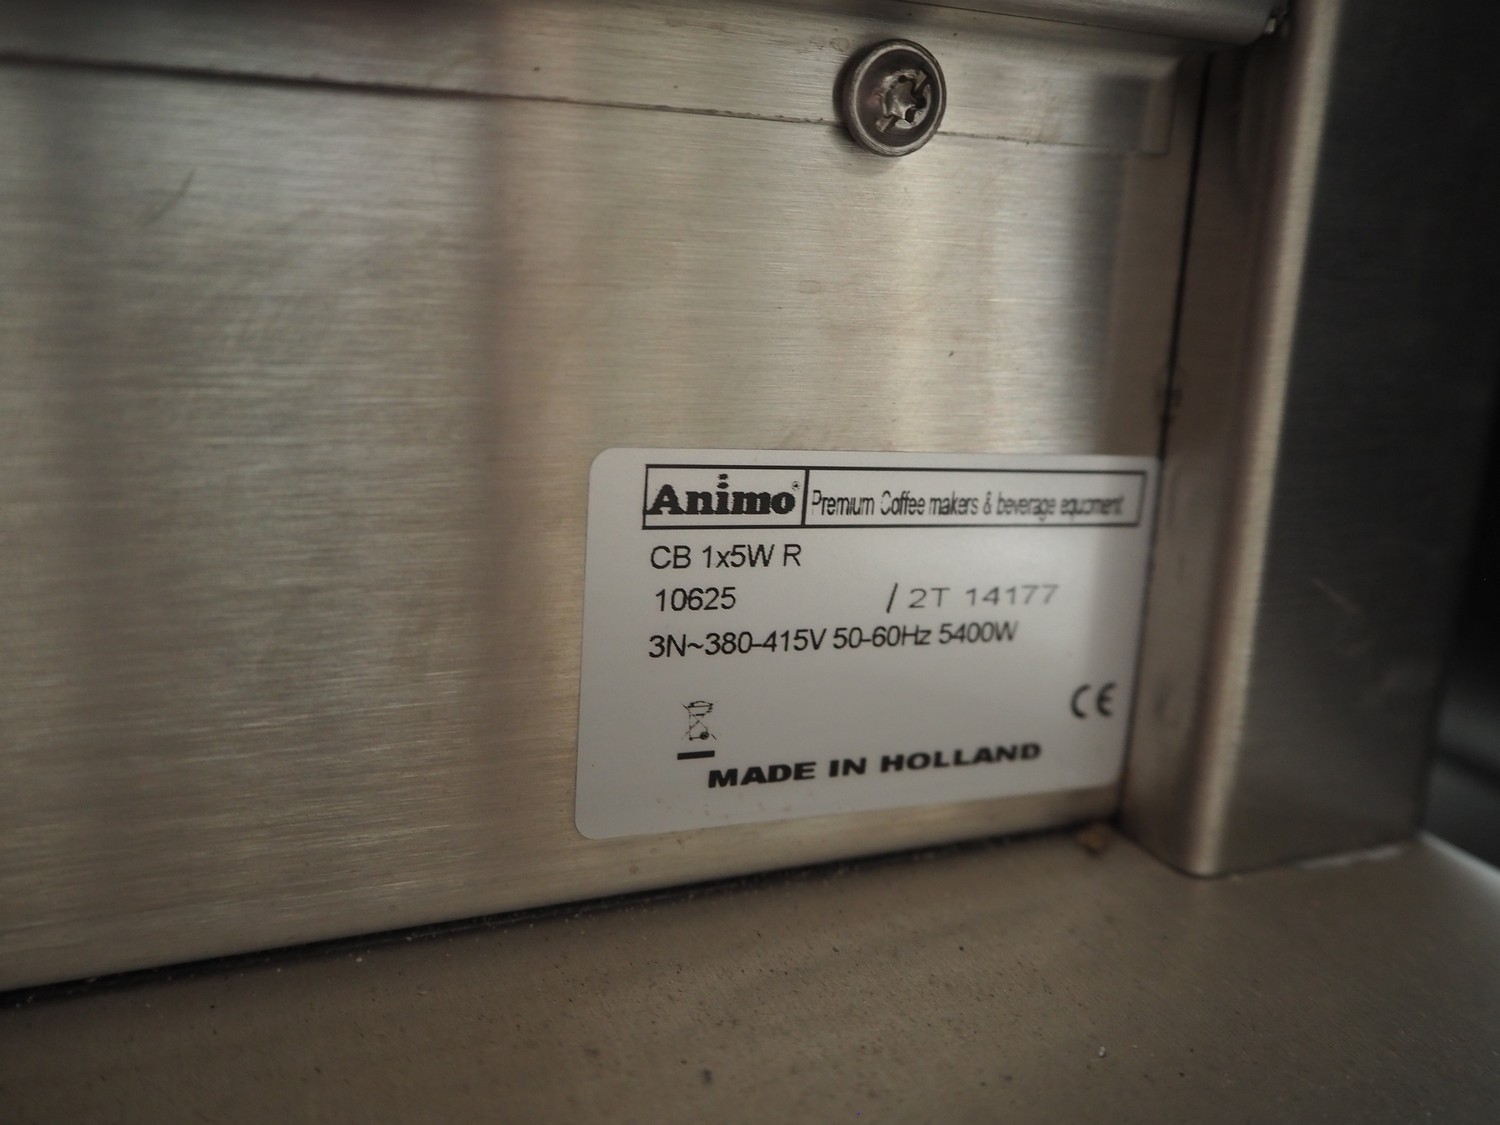 Animo® Premium Coffee makers & beverage equipment
CB 1x5W R
10625 / 2T 14177
3N~380-415V 50-60Hz 5400W
CE
MADE IN HOLLAND